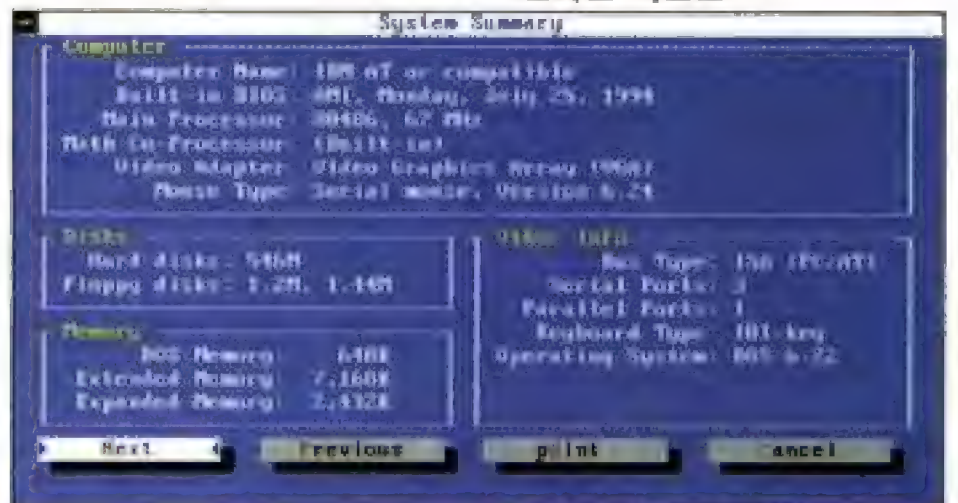 System Summary
Computer
Computer Name: IBM AT or compatible
Built-in BIOS: AMI, Monday, July 25, 1994
Main Processor: 80486, 67 MHz
Math Co-Processor: (Built-in)
Video Adapter: Video Graphics Array (VGA)
Mouse Type: Serial mouse, Version 6.24
Disks
Hard disks: 546M
Floppy disks: 1.2M, 1.44M
Memory
DOS Memory: 640K
Extended Memory: 7,168K
Expanded Memory:
Info
Bus Type: ISA (PC/AT)
Serial Ports: 2
Parallel Ports: 1
Keyboard Type: 101-key
Operating System: DOS 6.22
Next
Previous
print
ancel